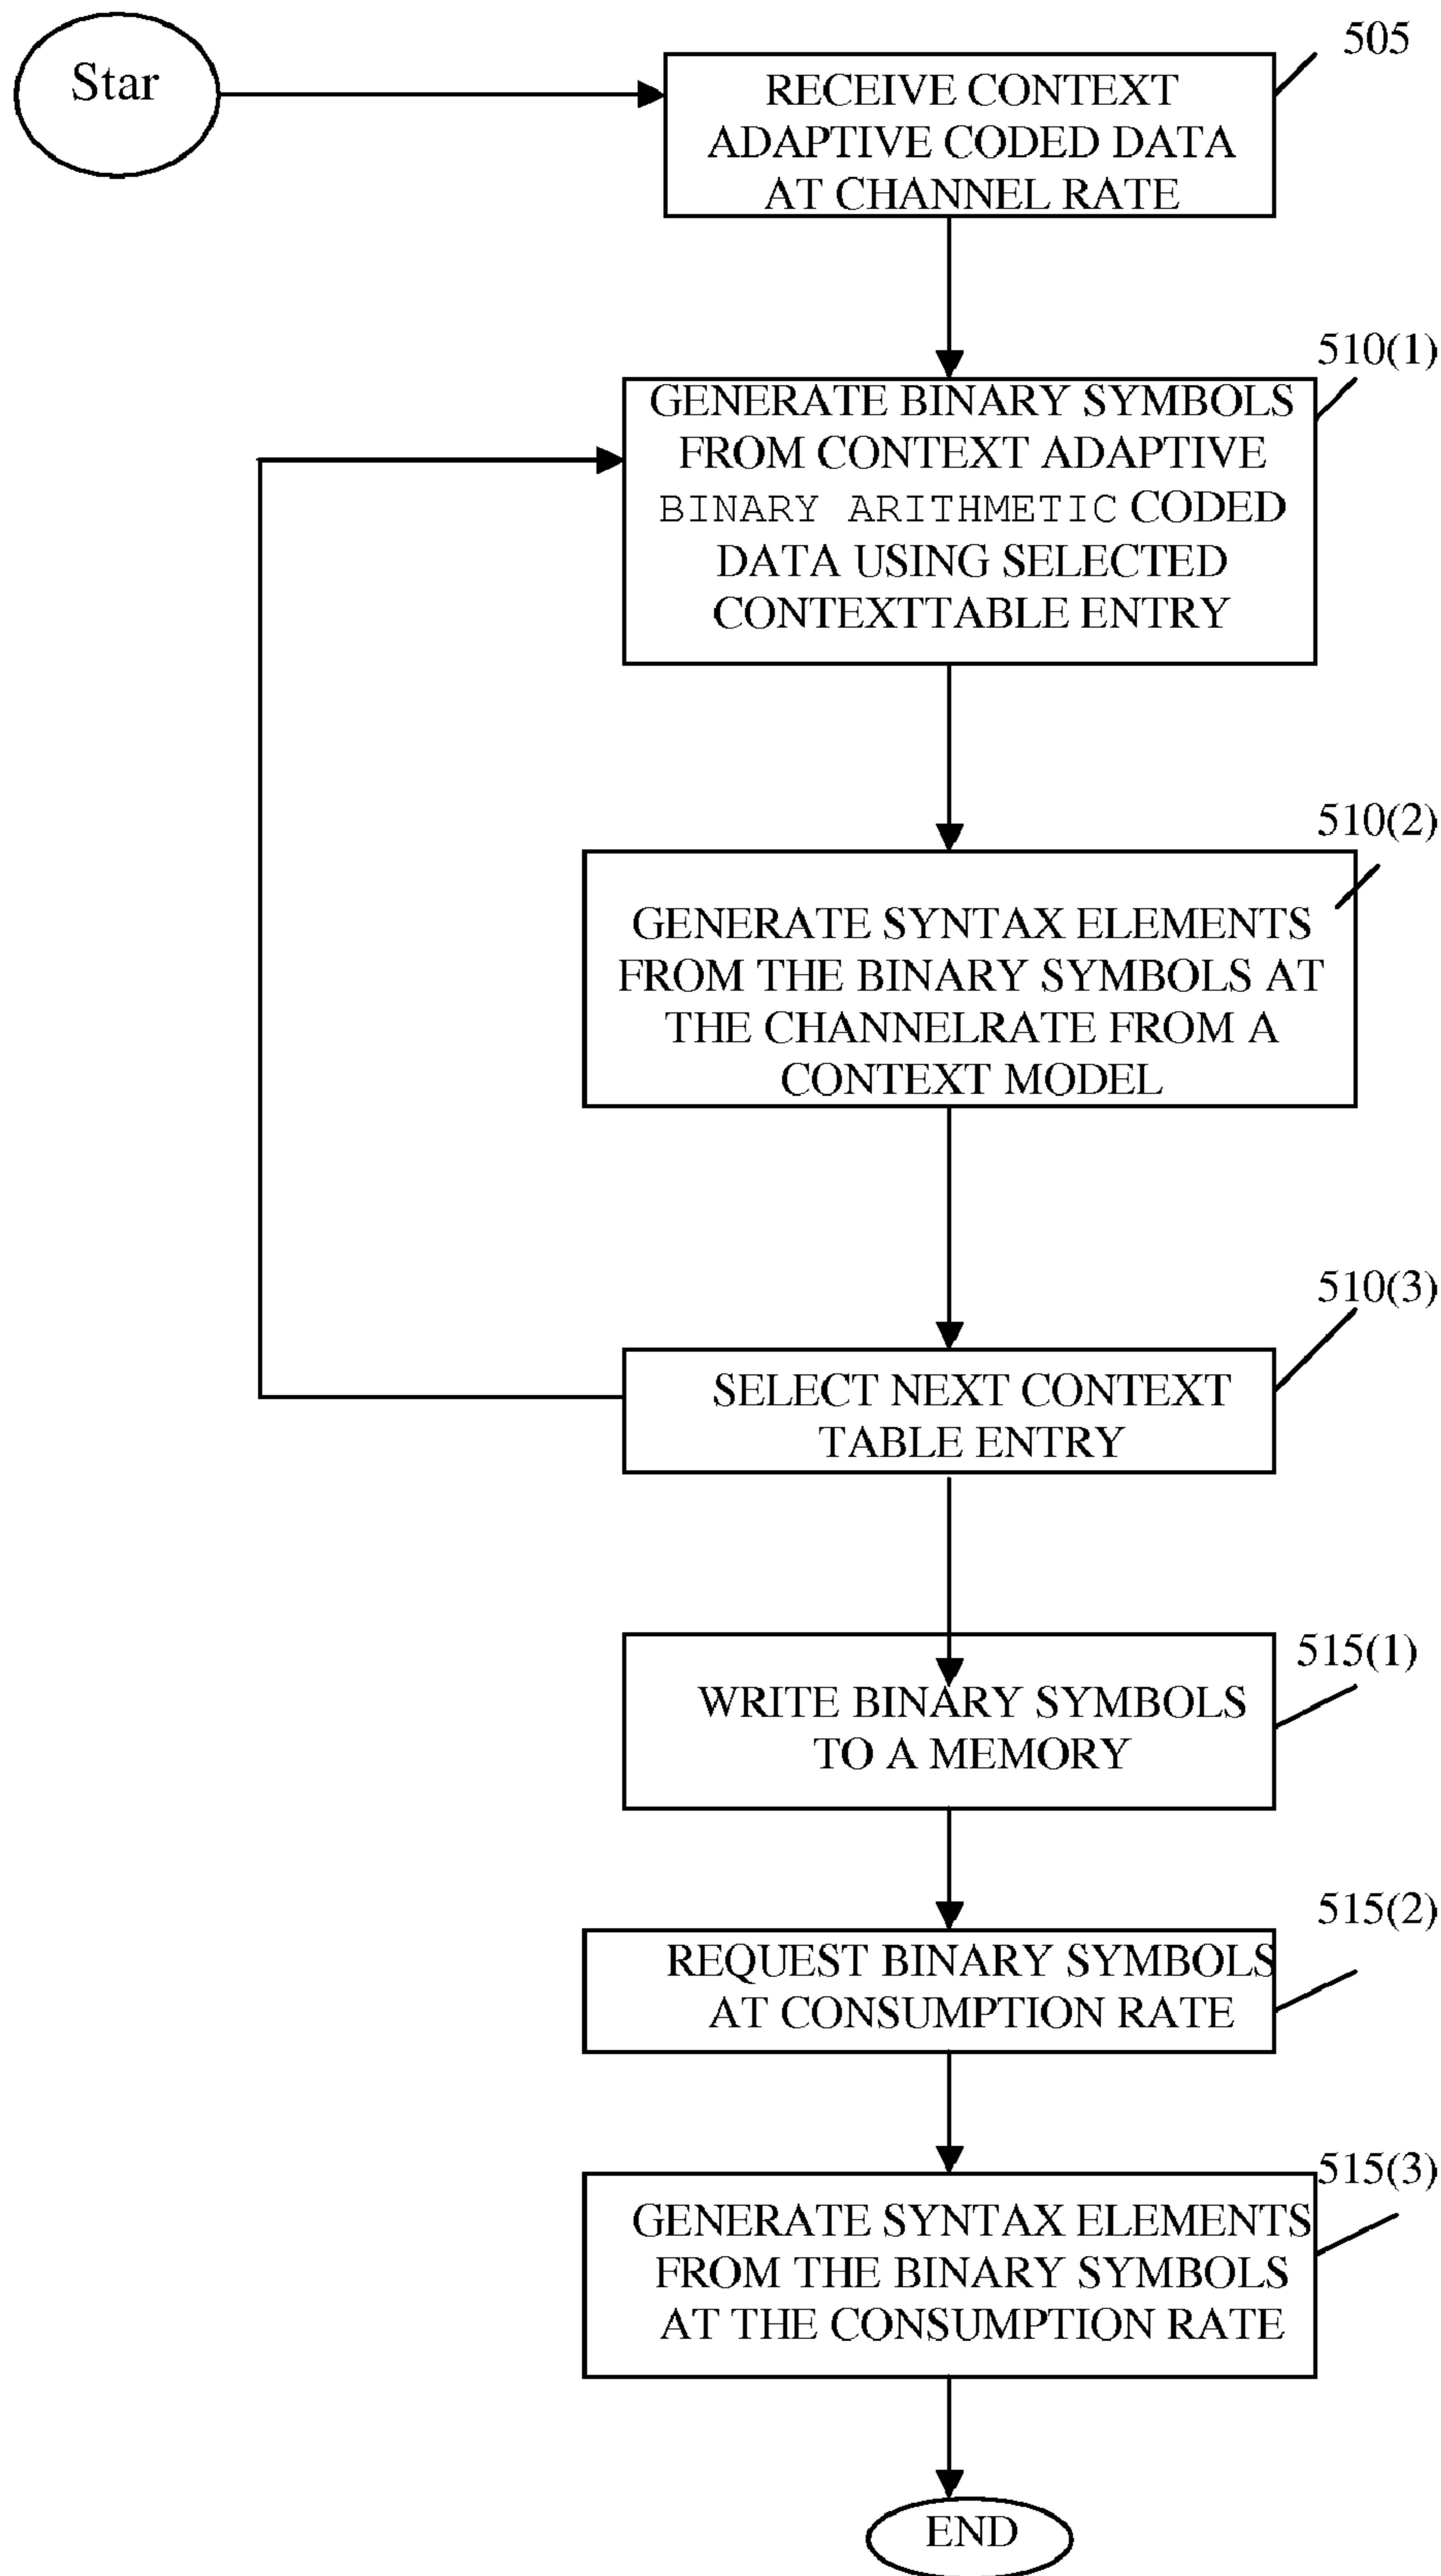 Star
505
RECEIVE CONTEXT
ADAPTIVE CODED DATA
AT CHANNEL RATE
510(1)
GENERATE BINARY SYMBOLS
FROM CONTEXT ADAPTIVE
BINARY ARITHMETIC CODED
DATA USING SELECTED
CONTEXTTABLE ENTRY
510(2)
GENERATE SYNTAX ELEMENTS
FROM THE BINARY SYMBOLS AT
THE CHANNELRATE FROM A
CONTEXT MODEL
510(3)
SELECT NEXT CONTEXT
TABLE ENTRY
515(1)
WRITE BINARY SYMBOLS
TO A MEMORY
515(2)
REQUEST BINARY SYMBOLS
AT CONSUMPTION RATE
515(3)
GENERATE SYNTAX ELEMENTS
FROM THE BINARY SYMBOLS
AT THE CONSUMPTION RATE
END